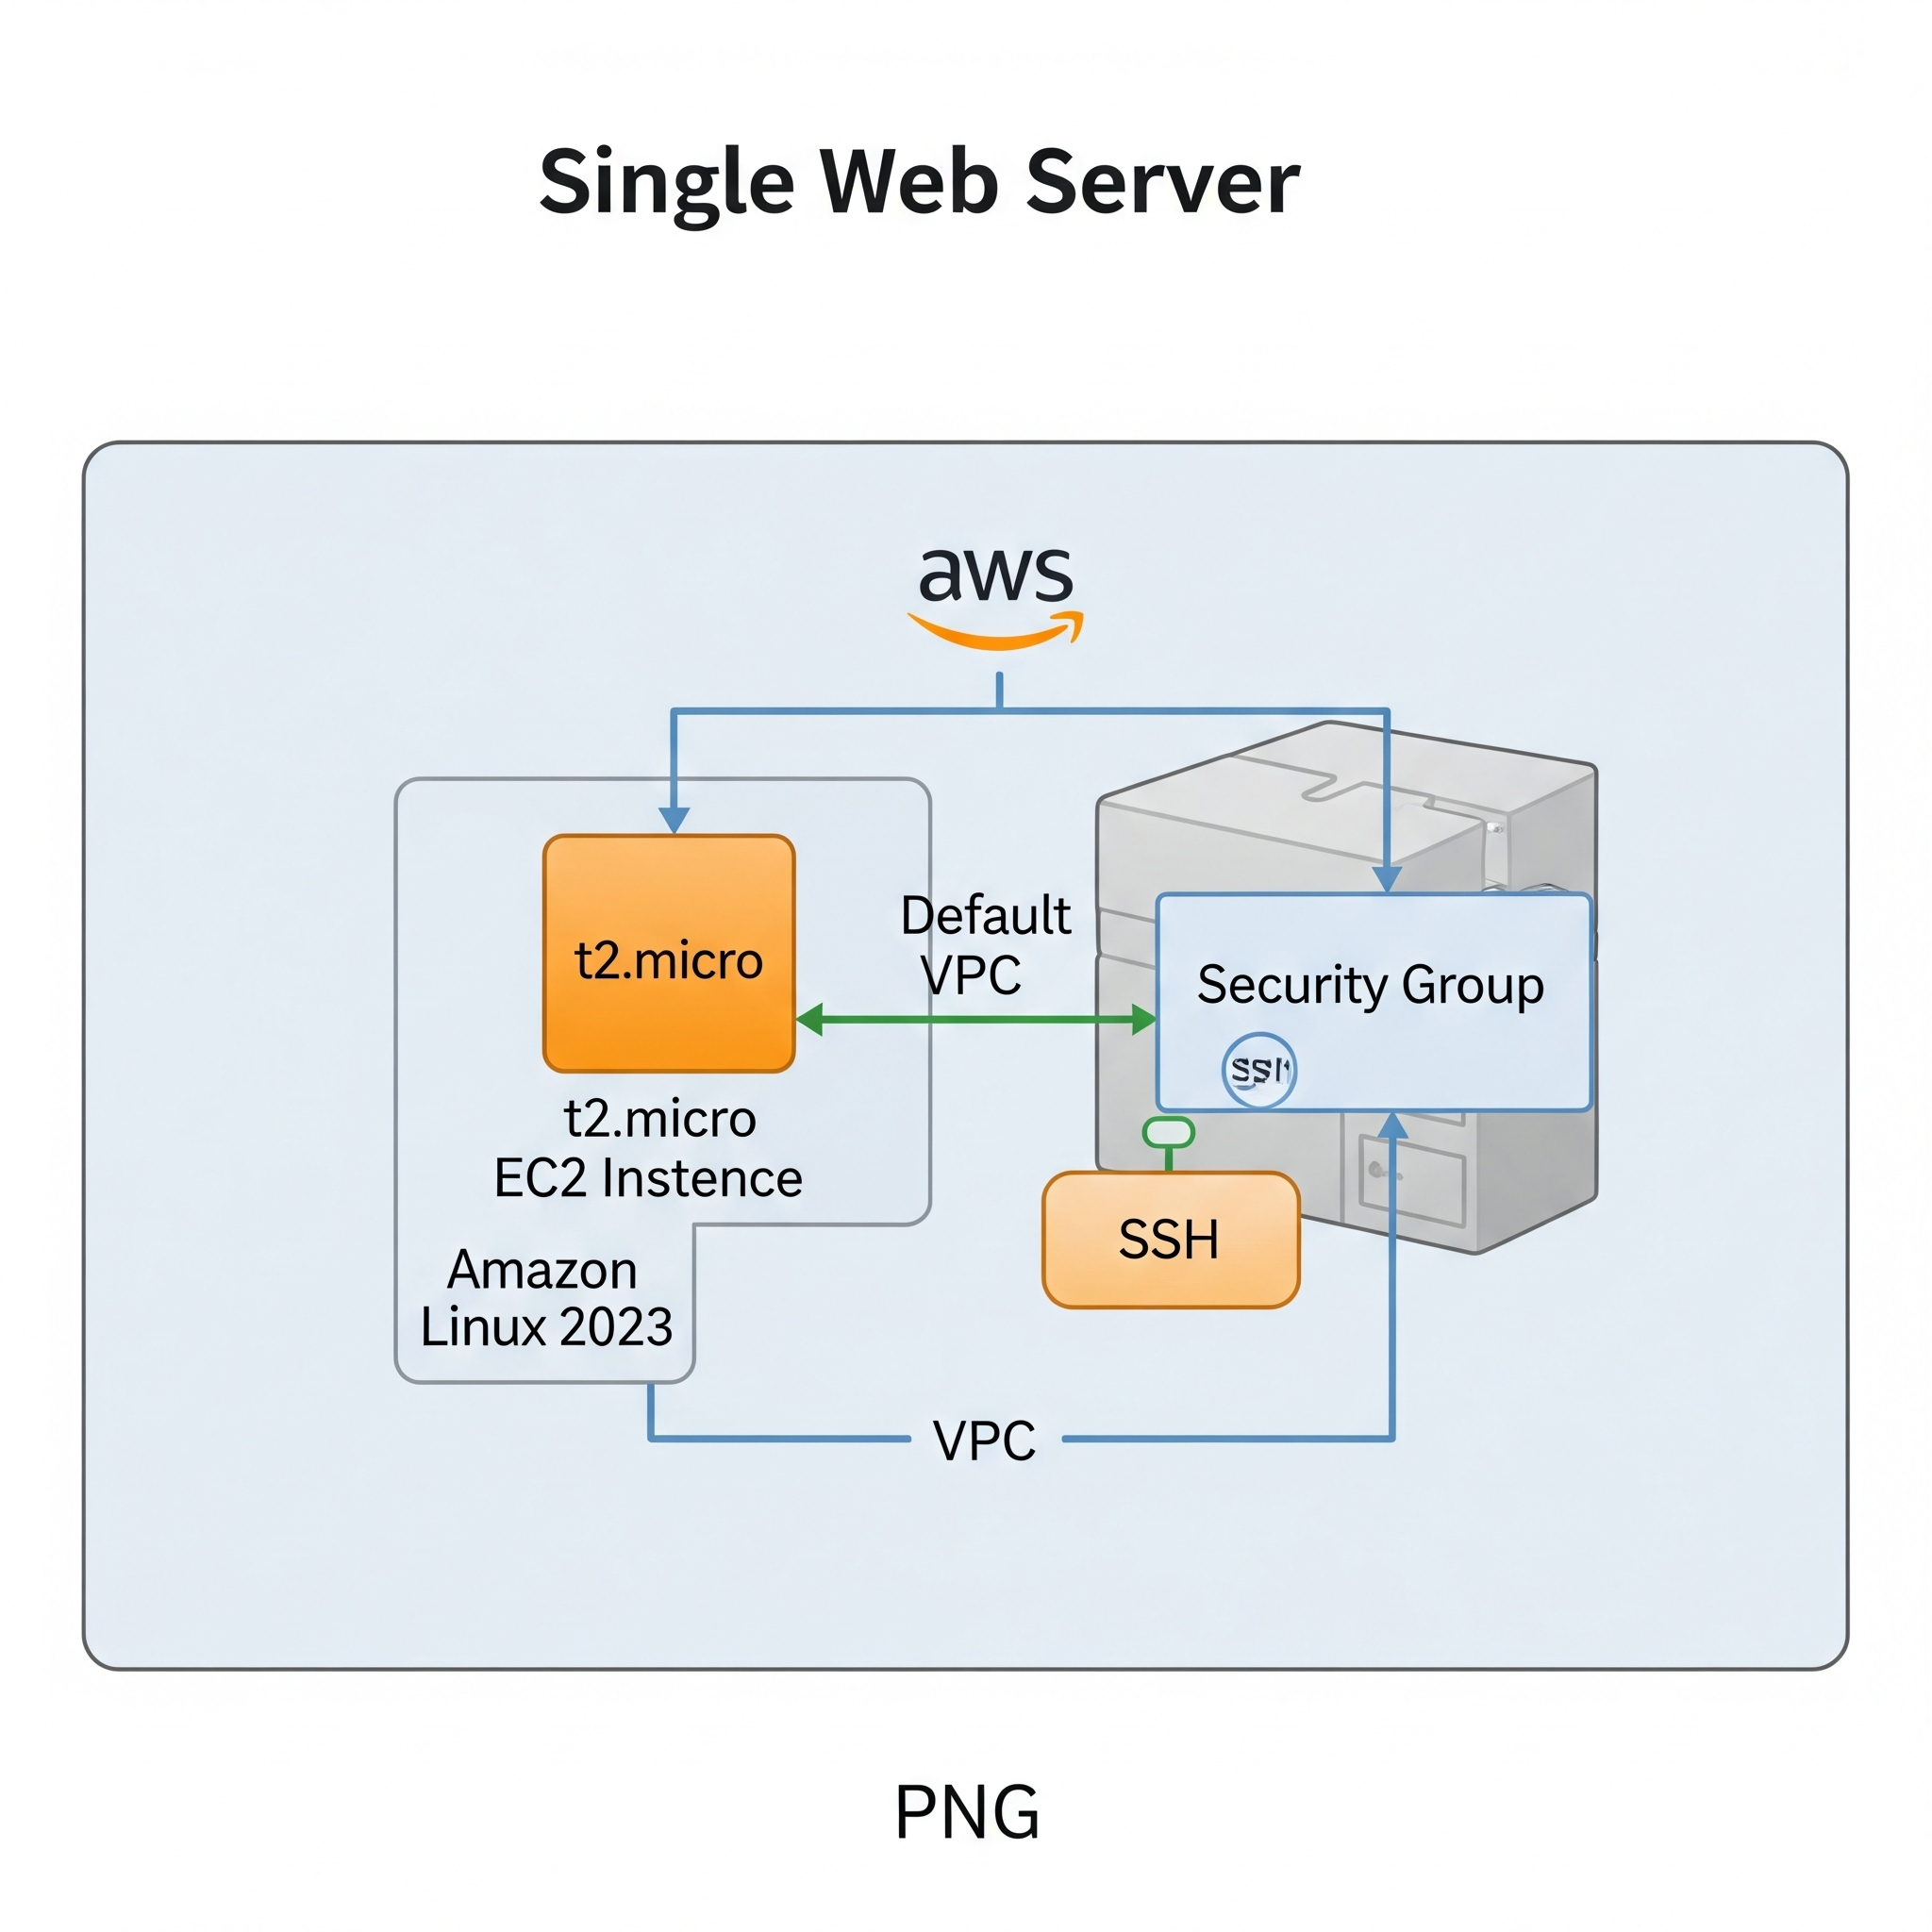 Single Web Server
aws
t2.micro
Default
VPC
Security Group
t2.micro
EC2 Instence
SSH
Amazon
Linux 2023
VPC
PNG